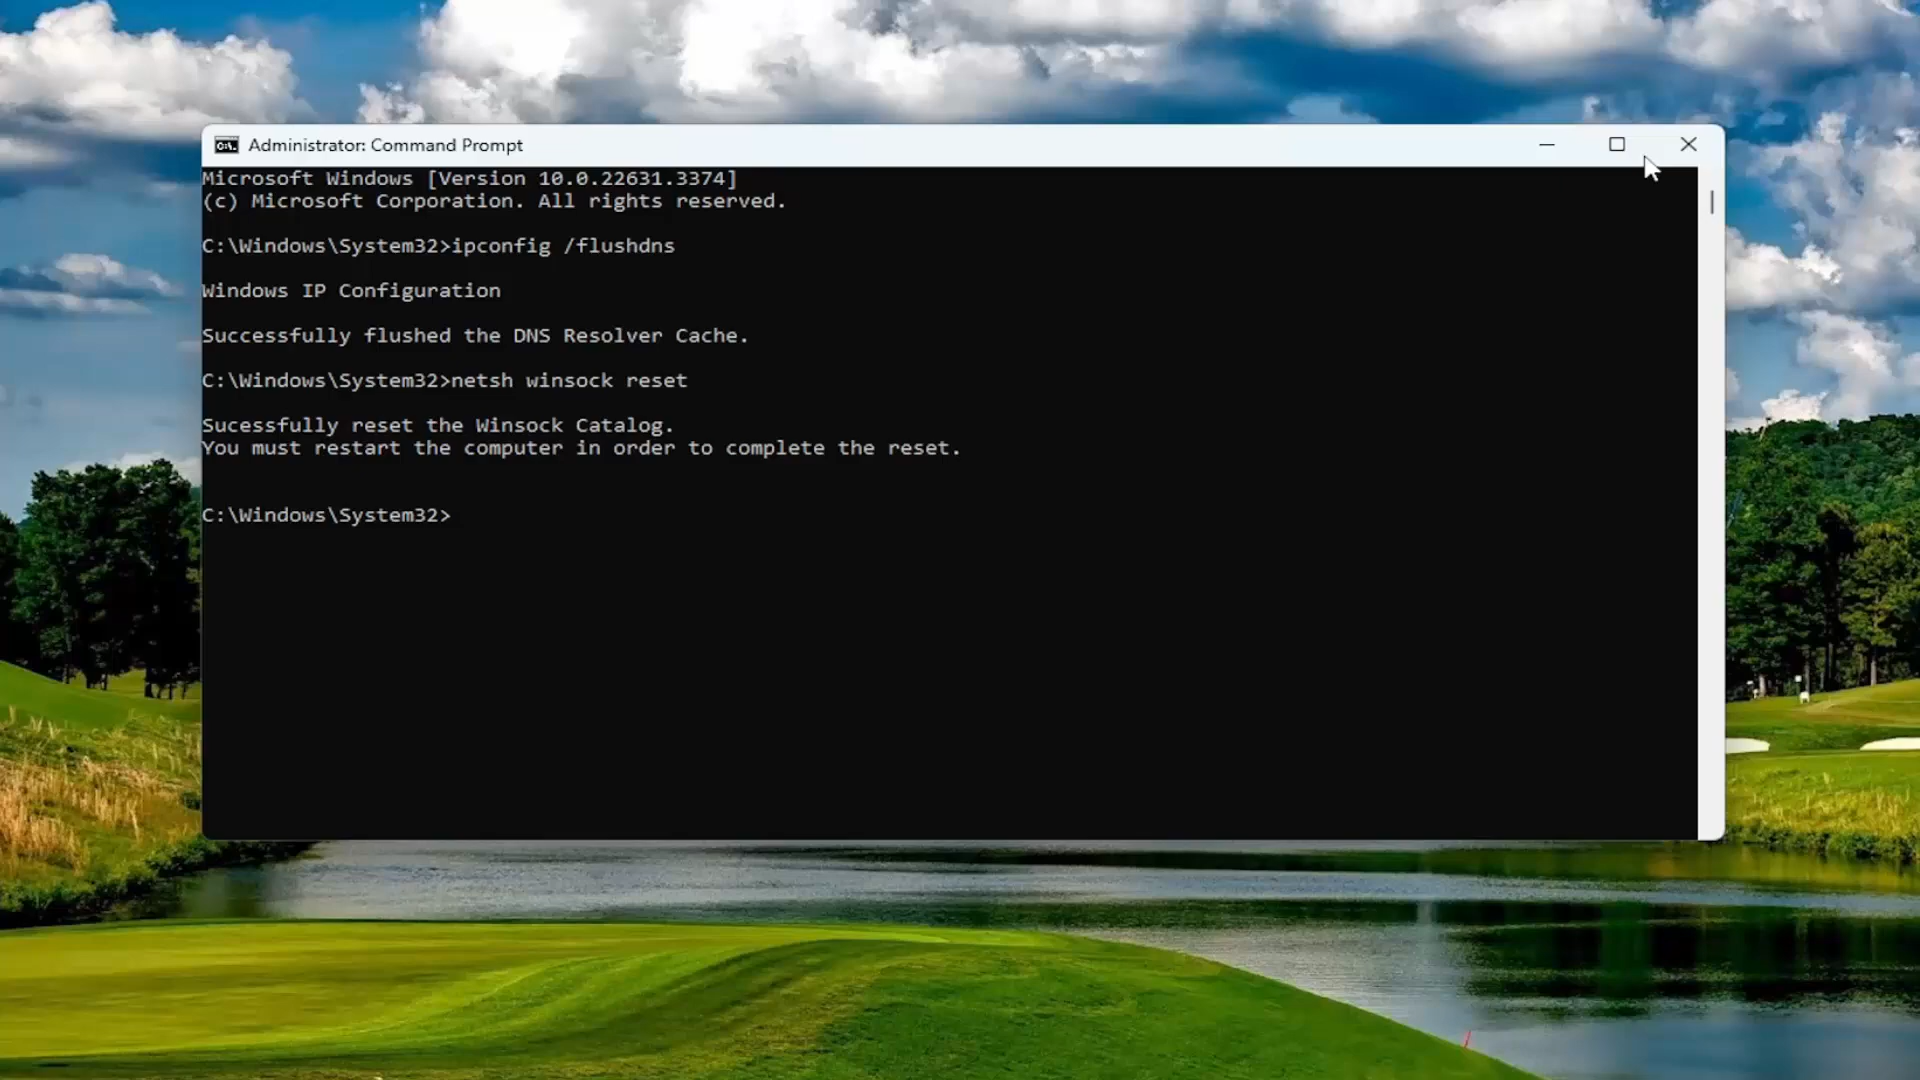 Administrator: Command Prompt
Microsoft Windows [Version 10.0.22631.3374]
(c) Microsoft Corporation. All rights reserved.
C:\Windows\System32>ipconfig /flushdns
Windows IP Configuration
Successfully flushed the DNS Resolver Cache.
C:\Windows\System32>netsh winsock reset
Sucessfully reset the Winsock Catalog.
You must restart the computer in order to complete the reset.
C:\Windows\System32>